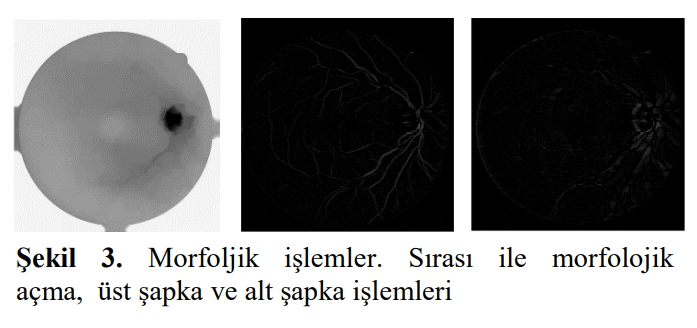 Şekil 3. Morfoljik işlemler. Sırası ile morfolojik
açma, üst şapka ve alt şapka işlemleri